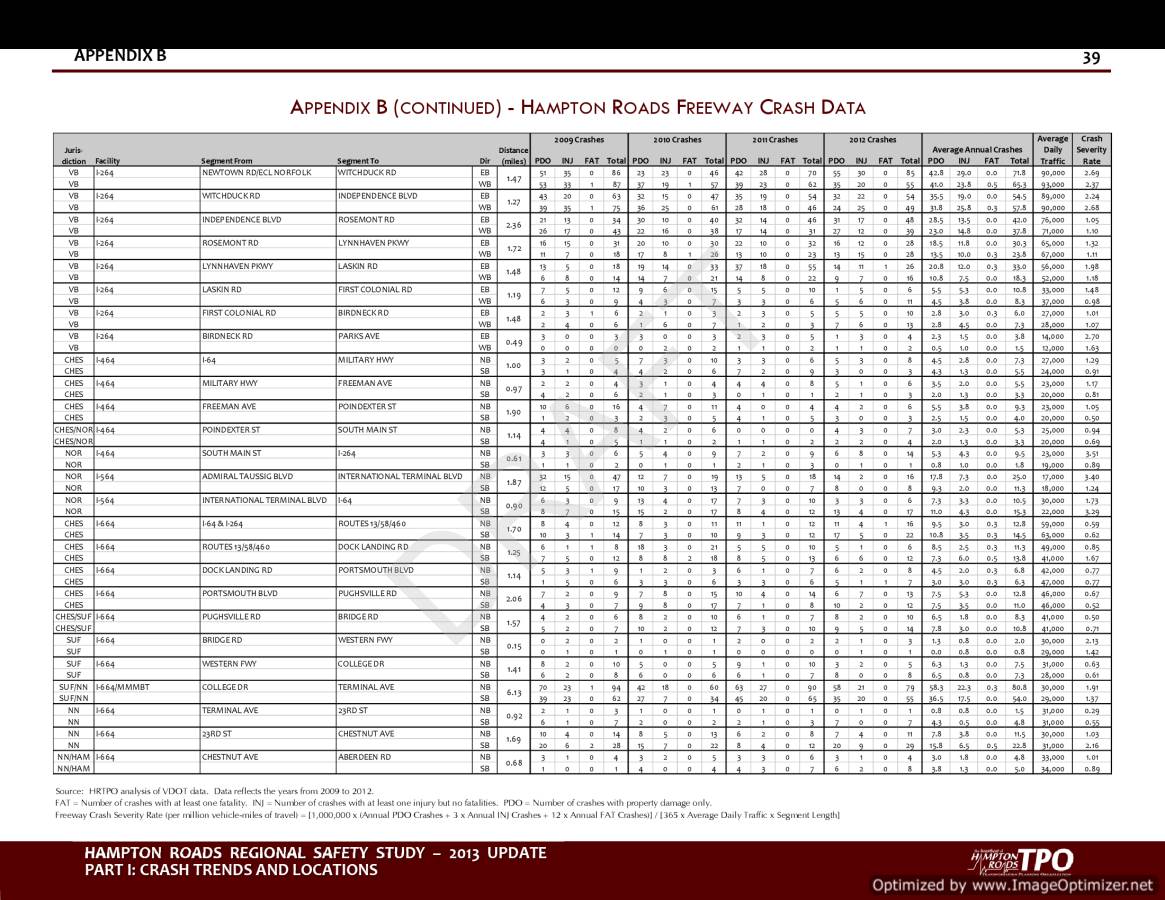 APPENDIX B 39
APPENDIX B (CONTINUED) - HAMPTON ROADS FREEWAY CRASH DATA
2009 Crashes 2010 Crashes 2011 Crashes 2012 Crashes Average Crash
Juris- Distance Average Annual Crashes Daily Severity
diction Facility Segment From Segment To Dir (miles) PDO INJ FAT Total PDO INJ FAT Total PDO INJ FAT Total PDO INJ FAT Total PDO INJ FAT Total Traffic Rate
VB I-264 NEWTOWN RD/ECL NORFOLK WITCHDUCK RD EB 1.47 51 35 0 86 23 23 0 46 42 28 0 70 55 30 0 85 42.8 29.0 0.0 71.8 90,000 2.69
VB WB 53 33 1 87 37 19 1 57 39 23 0 62 35 20 0 55 41.0 23.8 0.5 65.3 93,000 2.37
VB I-264 WITCHDUCK RD INDEPENDENCE BLVD EB 1.27 43 20 0 63 32 15 0 47 35 19 0 54 32 22 0 54 35.5 19.0 0.0 54.5 89,000 2.24
VB WB 39 35 1 75 36 25 0 61 28 18 0 46 24 25 0 49 31.8 25.8 0.3 57.8 90,000 2.68
VB I-264 INDEPENDENCE BLVD ROSEMONT RD EB 2.36 21 13 0 34 30 10 0 40 32 14 0 46 31 17 0 48 28.5 13.5 0.0 42.0 76,000 1.05
VB WB 26 17 0 43 22 16 0 38 17 14 0 31 27 12 0 39 23.0 14.8 0.0 37.8 71,000 1.10
VB I-264 ROSEMONT RD LYNNHAVEN PKWY EB 1.72 16 15 0 31 20 10 0 30 22 10 0 32 16 12 0 28 18.5 11.8 0.0 30.3 65,000 1.32
VB WB 11 7 0 18 17 8 1 26 13 10 0 23 13 15 0 28 13.5 10.0 0.3 23.8 67,000 1.11
VB I-264 LYNNHAVEN PKWY LASKIN RD EB 1.48 13 5 0 18 19 14 0 33 37 18 0 55 14 11 1 26 20.8 12.0 0.3 33.0 56,000 1.98
VB WB 6 8 0 14 14 7 0 21 14 8 0 22 9 7 0 16 10.8 7.5 0.0 18.3 52,000 1.18
VB I-264 LASKIN RD FIRST COLONIAL RD EB 1.19 7 5 0 12 9 6 0 15 5 5 0 10 1 5 0 6 5.5 5.3 0.0 10.8 33,000 1.48
VB WB 6 3 0 9 4 3 0 7 3 3 0 6 5 6 0 11 4.5 3.8 0.0 8.3 37,000 0.98
VB I-264 FIRST COLONIAL RD BIRDNECK RD EB 1.48 2 3 1 6 2 1 0 3 2 3 0 5 5 5 0 10 2.8 3.0 0.3 6.0 27,000 1.01
VB WB 2 4 0 6 1 6 0 7 1 2 0 3 7 6 0 13 2.8 4.5 0.0 7.3 28,000 1.07
VB I-264 BIRDNECK RD PARKS AVE EB 0.49 3 0 0 3 3 0 0 3 2 3 0 5 1 3 0 4 2.3 1.5 0.0 3.8 14,000 2.70
VB WB 0 0 0 0 0 2 0 2 1 1 0 2 1 1 0 2 0.5 1.0 0.0 1.5 12,000 1.63
CHES I-464 I-64 MILITARY HWY NB 1.00 3 2 0 5 7 3 0 10 3 3 0 6 5 3 0 8 4.5 2.8 0.0 7.3 27,000 1.29
CHES SB 3 1 0 4 4 2 0 6 7 2 0 9 3 0 0 3 4.3 1.3 0.0 5.5 24,000 0.91
CHES I-464 MILITARY HWY FREEMAN AVE NB 0.97 2 2 0 4 3 1 0 4 4 4 0 8 5 1 0 6 3.5 2.0 0.0 5.5 23,000 1.17
CHES SB 4 2 0 6 2 1 0 3 0 1 0 1 2 1 0 3 2.0 1.3 0.0 3.3 20,000 0.81
CHES I-464 FREEMAN AVE POINDEXTER ST NB 1.90 10 6 0 16 4 7 0 11 4 0 0 4 4 2 0 6 5.5 3.8 0.0 9.3 23,000 1.05
CHES SB 1 2 0 3 2 3 0 5 4 1 0 5 3 0 0 3 2.5 1.5 0.0 4.0 20,000 0.50
CHES/NOR I-464 POINDEXTER ST SOUTH MAIN ST NB 1.14 4 4 0 8 4 2 0 6 0 0 0 0 4 3 0 7 3.0 2.3 0.0 5.3 25,000 0.94
CHES/NOR SB 4 1 0 5 1 1 0 2 1 1 0 2 2 2 0 4 2.0 1.3 0.0 3.3 20,000 0.69
NOR I-464 SOUTH MAIN ST I-264 NB 0.61 3 3 0 6 5 4 0 9 7 2 0 9 6 8 0 14 5.3 4.3 0.0 9.5 23,000 3.51
NOR SB 1 1 0 2 0 1 0 1 2 1 0 3 0 1 0 1 0.8 1.0 0.0 1.8 19,000 0.89
NOR I-564 ADMIRAL TAUSSIG BLVD INTERNATIONAL TERMINAL BLVD NB 1.87 32 15 0 47 12 7 0 19 13 5 0 18 14 2 0 16 17.8 7.3 0.0 25.0 17,000 3.40
NOR SB 12 5 0 17 10 3 0 13 7 0 0 7 8 0 0 8 9.3 2.0 0.0 11.3 18,000 1.24
NOR I-564 INTERNATIONAL TERMINAL BLVD I-64 NB 0.90 6 3 0 9 13 4 0 17 7 3 0 10 3 3 0 6 7.3 3.3 0.0 10.5 30,000 1.73
NOR SB 8 7 0 15 15 2 0 17 8 4 0 12 13 4 0 17 11.0 4.3 0.0 15.3 22,000 3.29
CHES I-664 I-64 & I-264 ROUTES 13/58/460 NB 1.70 8 4 0 12 8 3 0 11 11 1 0 12 11 4 1 16 9.5 3.0 0.3 12.8 59,000 0.59
CHES SB 10 3 1 14 7 3 0 10 9 3 0 12 17 5 0 22 10.8 3.5 0.3 14.5 63,000 0.62
CHES I-664 ROUTES 13/58/460 DOCK LANDING RD NB 1.25 6 1 1 8 18 3 0 21 5 5 0 10 5 1 0 6 8.5 2.5 0.3 11.3 49,000 0.85
CHES SB 7 5 0 12 8 8 2 18 8 5 0 13 6 6 0 12 7.3 6.0 0.5 13.8 41,000 1.67
CHES I-664 DOCK LANDING RD PORTSMOUTH BLVD NB 1.14 5 3 1 9 1 2 0 3 6 1 0 7 6 2 0 8 4.5 2.0 0.3 6.8 42,000 0.77
CHES SB 1 5 0 6 3 3 0 6 3 3 0 6 5 1 1 7 3.0 3.0 0.3 6.3 47,000 0.77
CHES I-664 PORTSMOUTH BLVD PUGHSVILLE RD NB 2.06 7 2 0 9 7 8 0 15 10 4 0 14 6 7 0 13 7.5 5.3 0.0 12.8 46,000 0.67
CHES SB 4 3 0 7 9 8 0 17 7 1 0 8 10 2 0 12 7.5 3.5 0.0 11.0 46,000 0.52
CHES/SUF I-664 PUGHSVILLE RD BRIDGE RD NB 1.57 4 2 0 6 8 2 0 10 6 1 0 7 8 2 0 10 6.5 1.8 0.0 8.3 41,000 0.50
CHES/SUF SB 5 2 0 7 10 2 0 12 7 3 0 10 9 5 0 14 7.8 3.0 0.0 10.8 41,000 0.71
SUF I-664 BRIDGE RD WESTERN FWY NB 0.15 0 2 0 2 1 0 0 1 2 0 0 2 2 1 0 3 1.3 0.8 0.0 2.0 30,000 2.13
SUF SB 0 1 0 1 0 1 0 1 0 0 0 0 0 1 0 1 0.0 0.8 0.0 0.8 29,000 1.42
SUF I-664 WESTERN FWY COLLEGE DR NB 1.41 8 2 0 10 5 0 0 5 9 1 0 10 3 2 0 5 6.3 1.3 0.0 7.5 31,000 0.63
SUF SB 6 2 0 8 6 2 0 8 6 1 0 7 8 0 0 8 6.5 0.8 0.0 7.5 28,000 0.61
SUF/NN I-664/MMMBT COLLEGE DR TERMINAL AVE NB 6.13 70 23 1 94 42 18 0 60 63 27 0 90 58 21 0 79 58.3 22.3 0.3 80.8 30,000 1.91
SUF/NN SB 39 23 0 62 27 7 0 34 45 20 0 65 35 20 0 55 36.5 17.5 0.0 54.0 29,000 1.37
NN I-664 TERMINAL AVE 23RD ST NB 0.92 2 1 0 3 1 0 0 1 0 1 0 1 0 1 0 1 0.8 0.8 0.0 1.5 31,000 0.29
NN SB 6 1 0 7 2 0 0 2 2 1 0 3 7 0 0 7 4.3 0.5 0.0 4.8 31,000 0.55
NN I-664 23RD ST CHESTNUT AVE NB 1.69 10 4 0 14 8 5 0 13 6 2 0 8 7 4 0 11 7.8 3.8 0.0 11.5 30,000 1.03
NN SB 20 6 2 28 15 7 0 22 8 4 0 12 20 9 0 29 15.8 6.5 0.5 22.8 31,000 2.16
NN/HAM I-664 CHESTNUT AVE ABERDEEN RD NB 0.68 3 1 0 4 3 2 0 5 3 3 0 6 3 1 0 4 3.0 1.8 0.0 4.8 33,000 1.01
NN/HAM SB 1 0 0 1 4 0 0 4 4 3 0 7 6 2 0 8 3.8 1.3 0.0 5.0 34,000 0.89
DRAFT
Source: HRTPO analysis of VDOT data. Data reflects the years from 2009 to 2012.
FAT = Number of crashes with at least one fatality. INJ = Number of crashes with at least one injury but no fatalities. PDO = Number of crashes with property damage only.
Freeway Crash Severity Rate (per million vehicle-miles of travel) = [1,000,000 x (Annual PDO Crashes + 3 x Annual INJ Crashes + 12 x Annual FAT Crashes)] / [365 x Average Daily Traffic x Segment Length]
HAMPTON ROADS REGIONAL SAFETY STUDY – 2013 UPDATE
PART I: CRASH TRENDS AND LOCATIONS
HAMPTON ROADS TPO
Optimized by www.ImageOptimizer.net